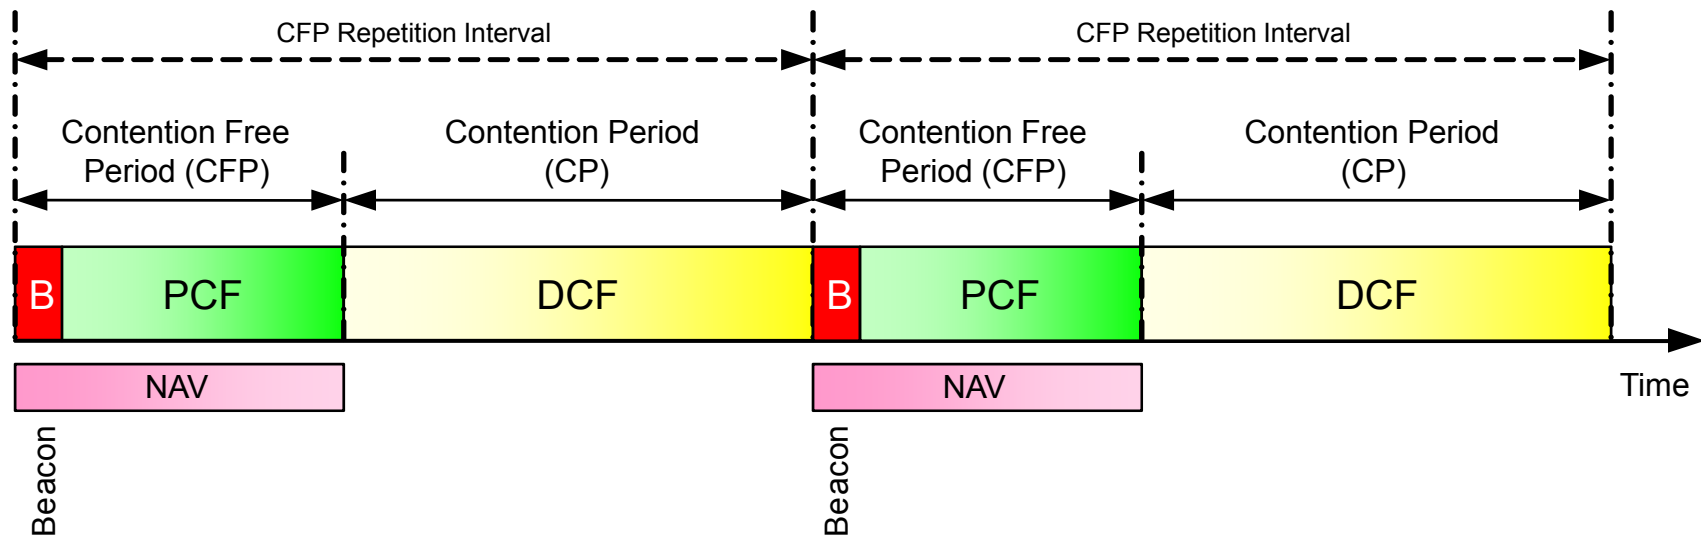 CFP Repetition Interval
CFP Repetition Interval
Contention Free
Period (CFP)
Contention Period
(CP)
Contention Free
Period (CFP)
Contention Period
(CP)
B
PCF
DCF
B
PCF
DCF
NAV
NAV
Time
Beacon
Beacon